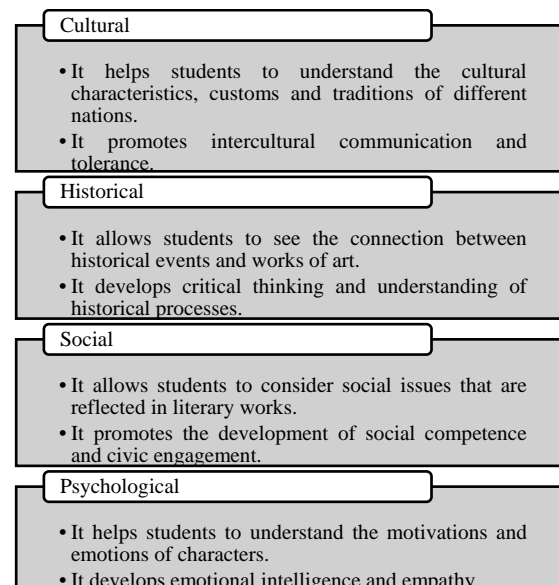 Cultural
• It helps students to understand the cultural
characteristics, customs and traditions of different
nations.
• It promotes intercultural communication and
tolerance.
Historical
• It allows students to see the connection between
historical events and works of art.
• It develops critical thinking and understanding of
historical processes.
Social
• It allows students to consider social issues that are
reflected in literary works.
• It promotes the development of social competence
and civic engagement.
Psychological
• It helps students to understand the motivations and
emotions of characters.
• It develops emotional intelligence and empathy